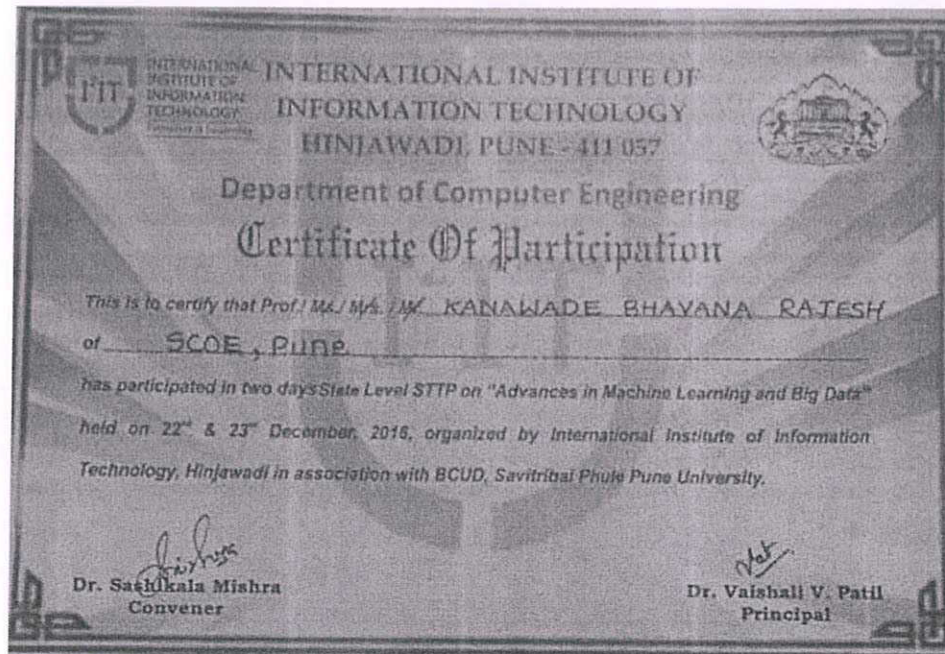 I²IT
INTERNATIONAL
INSTITUTE OF
INFORMATION
TECHNOLOGY
INTERNATIONAL INSTITUTE OF
INFORMATION TECHNOLOGY
HINJAWADI, PUNE - 411 057
Department of Computer Engineering
Certificate Of Participation
This is to certify that Prof./ Ms./ Mrs. / Mr. KANAWADE BHAVANA RAJESH
of SCOE, Pune
has participated in two days State Level STTP on "Advances in Machine Learning and Big Data"
held on 22nd & 23rd December, 2016, organized by International Institute of Information
Technology, Hinjawadi in association with BCUD, Savitribai Phule Pune University.
Dr. Sashikala Mishra
Convener
Dr. Vaishali V. Patil
Principal